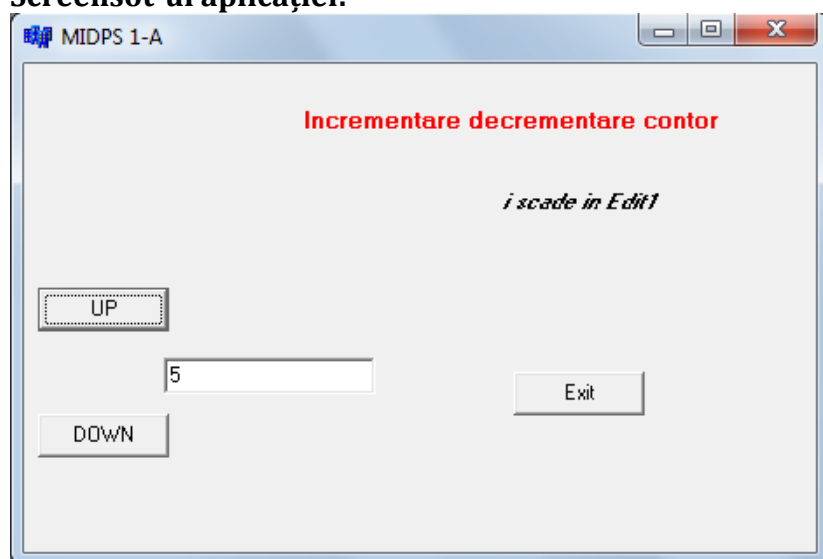 Screensot-ul aplicației.
MIDPS 1-A
Incrementare decrementare contor
i scade in Edit1
UP
5
Exit
DOWN